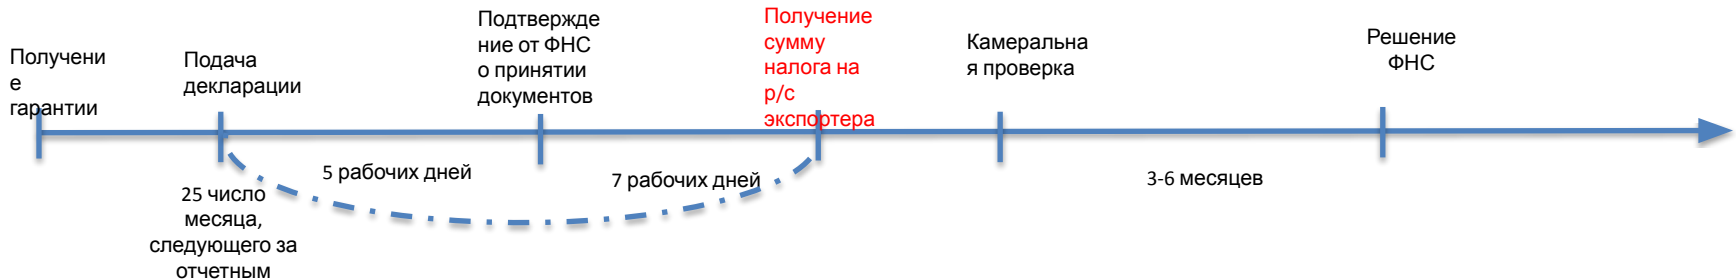 Получени
е
гарантии
Подача
декларации
Подтвержде
ние от ФНС
о принятии
документов
Получение
сумму
налога на
р/с
экспортера
Камеральна
я проверка
Решение
ФНС
5 рабочих дней
7 рабочих дней
3-6 месяцев
25 число
месяца,
следующего за
отчетным